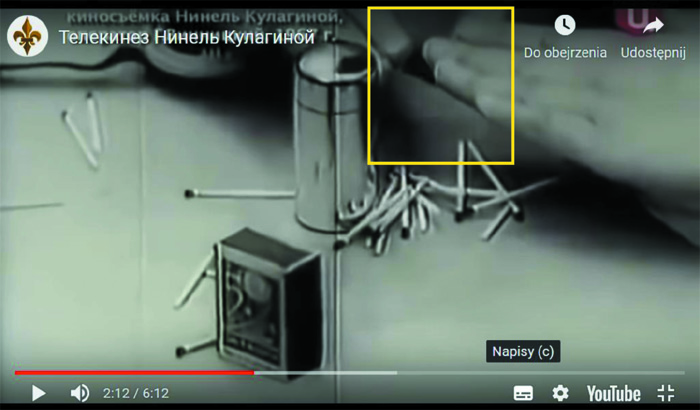 киносъёмка Нинель Кулагиной,
Телекинез Нинель Кулагиной
г.
Do obejrzenia
Udostępnij
Napisy (c)
2:12 / 6:12
YouTube